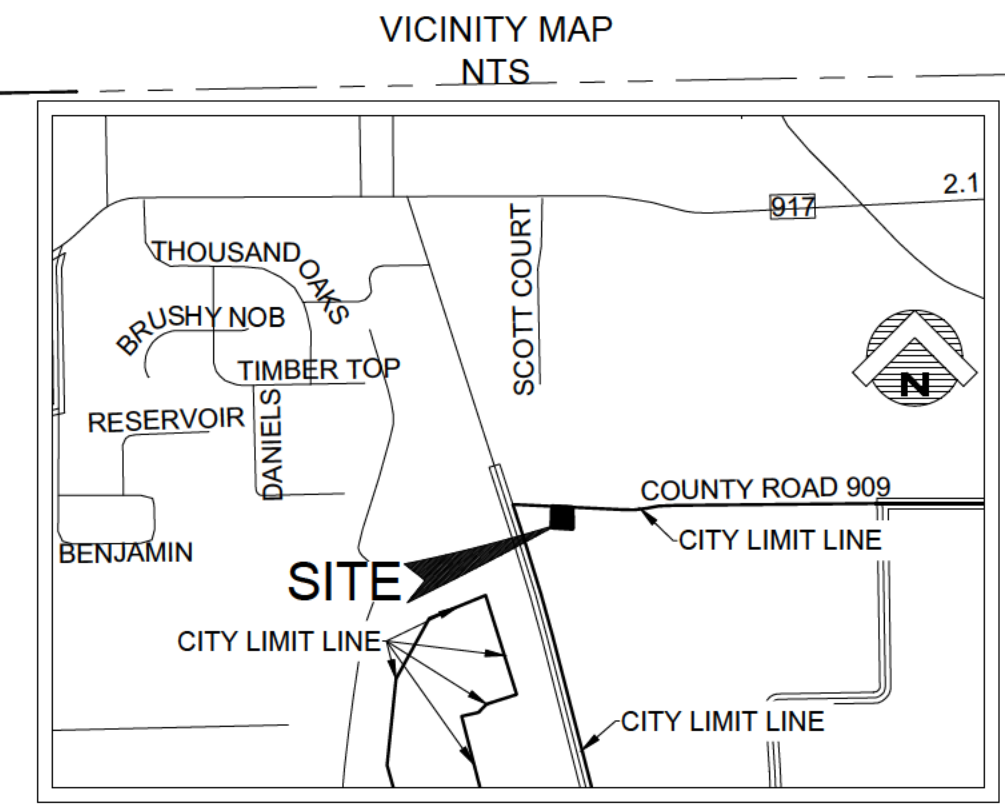 VICINITY MAP
NTS
2.1
917
THOUSAND OAKS
SCOTT COURT
BRUSHY NOB
TIMBER TOP
DANIELS
RESERVOIR
N
COUNTY ROAD 909
CITY LIMIT LINE
BENJAMIN
SITE
CITY LIMIT LINE
CITY LIMIT LINE